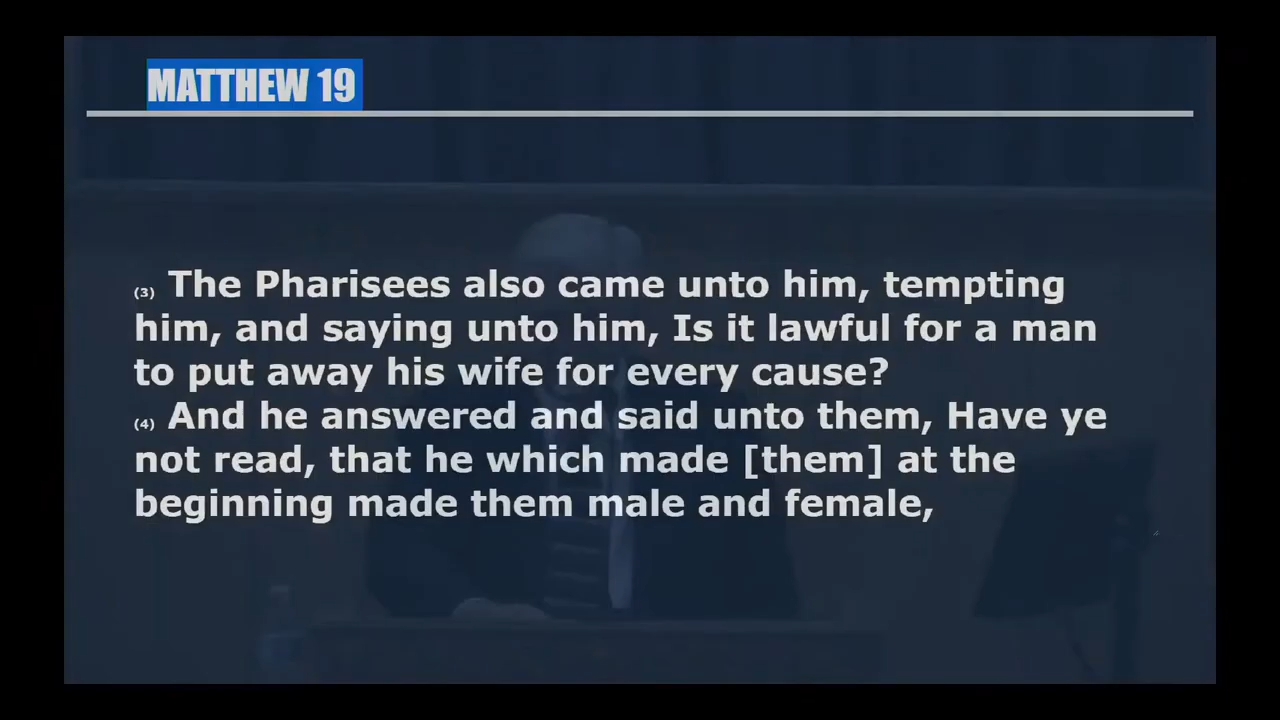 MATTHEW 19
(3) The Pharisees also came unto him, tempting
him, and saying unto him, Is it lawful for a man
to put away his wife for every cause?
(4) And he answered and said unto them, Have ye
not read, that he which made [them] at the
beginning made them male and female,